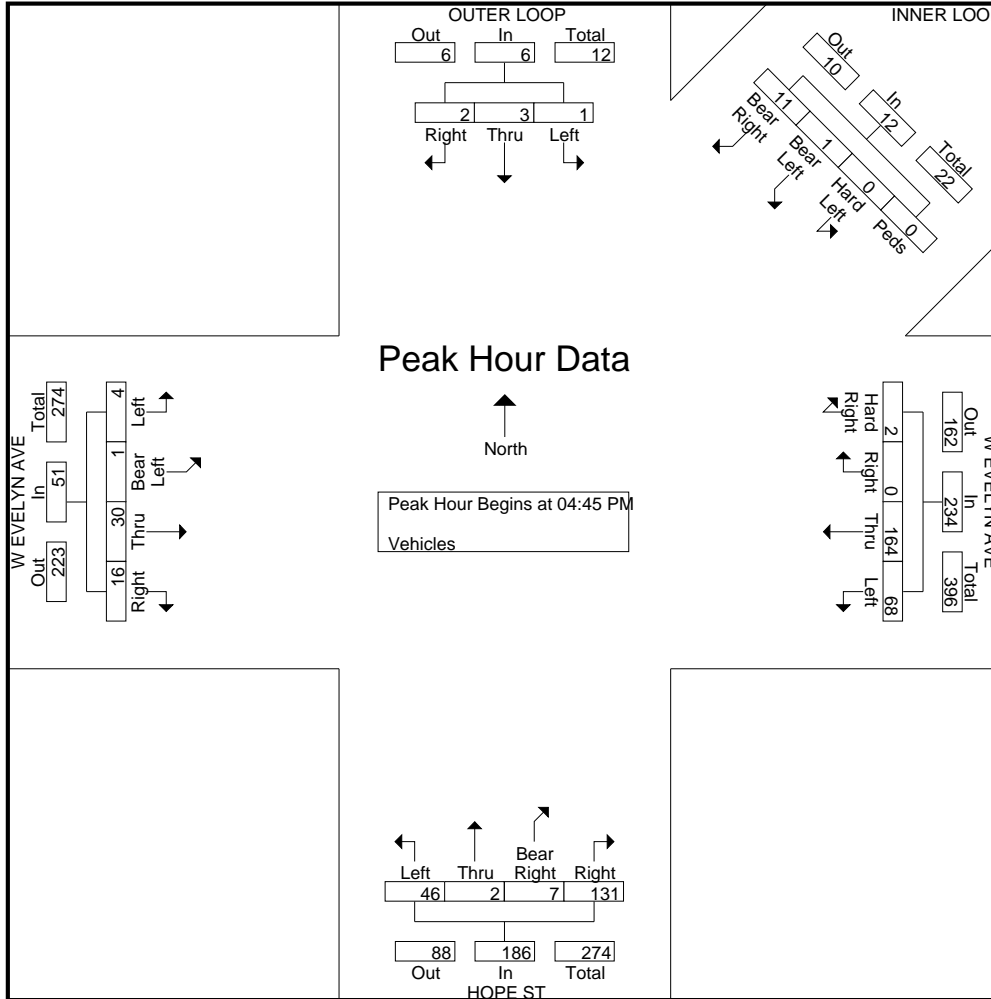 OUTER LOOP
Out In Total
6 6 12
2 3 1
Right Thru Left
INNER LOO
Out
10
In
12
Total
22
11 1 0 0
Bear
Right
Bear
Left
Hard
Left
Peds
Peak Hour Data
North
Peak Hour Begins at 04:45 PM
Vehicles
W EVELYN AVE
Out In Total
223 51 274
16 30 1 4
Right Thru Bear
Left Left
W EVELYN AVE
Out In Total
162 234 396
2 0 164 68
Hard
Right Right Thru Left
Left Thru Bear
Right Right
46 2 7 131
88 186 274
Out In Total
HOPE ST